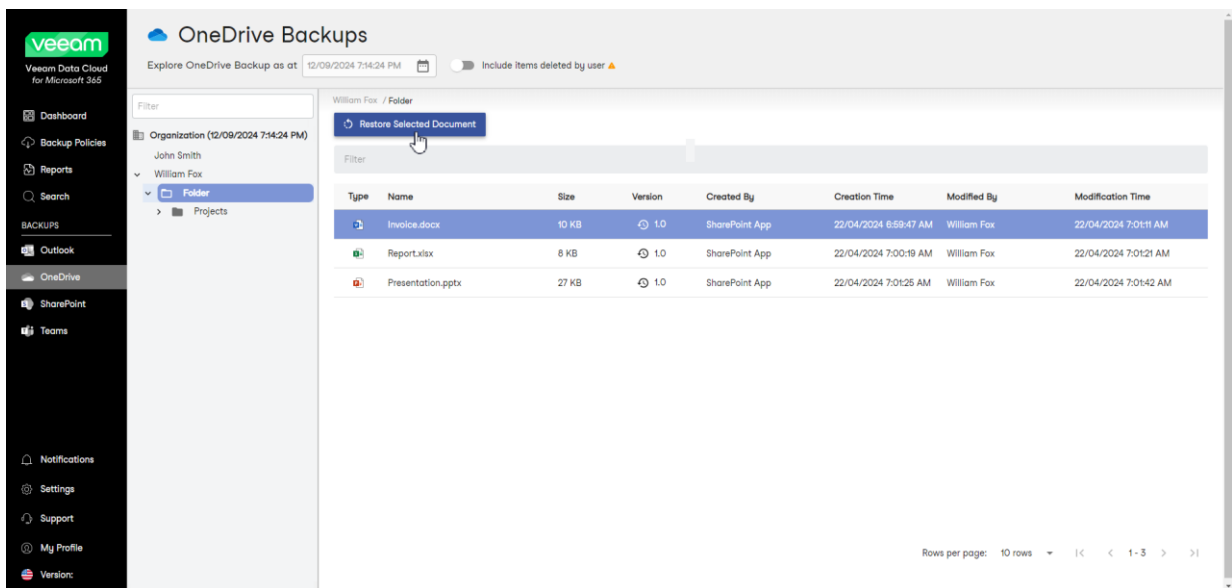 veeam
Veeam Data Cloud
for Microsoft 365
Dashboard
Backup Policies
Reports
Search
BACKUPS
Outlook
OneDrive
SharePoint
Teams
Notifications
Settings
Support
My Profile
Version:
OneDrive Backups
Explore OneDrive Backup as at 12/09/2024 7:14:24 PM Include items deleted by user
Filter
Organization (12/09/2024 7:14:24 PM)
John Smith
William Fox
Folder
Projects
William Fox / Folder
Restore Selected Document
Filter
Type Name Size Version Created By Creation Time Modified By Modification Time
Invoice.docx 10 KB 1.0 SharePoint App 22/04/2024 6:59:47 AM William Fox 22/04/2024 7:01:11 AM
Report.xlsx 8 KB 1.0 SharePoint App 22/04/2024 7:00:19 AM William Fox 22/04/2024 7:01:21 AM
Presentation.pptx 27 KB 1.0 SharePoint App 22/04/2024 7:01:25 AM William Fox 22/04/2024 7:01:42 AM
Rows per page: 10 rows 1-3